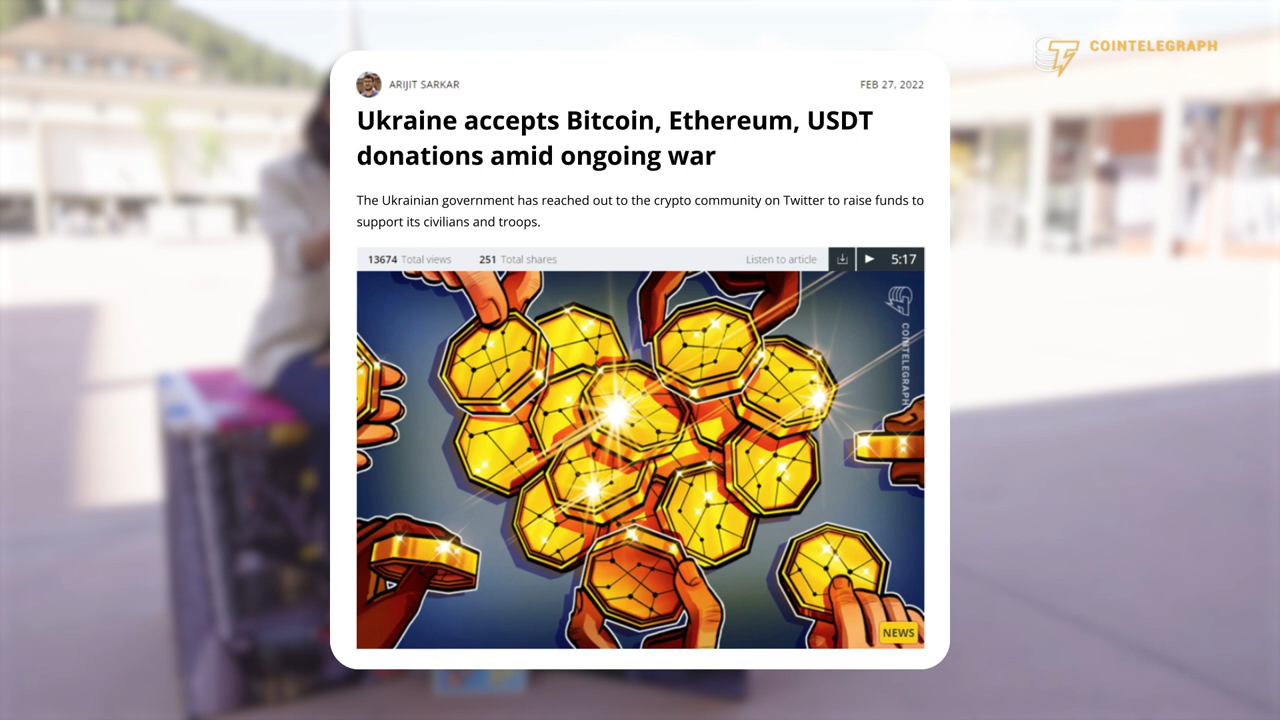 COINTELEGRAPH
ARIJIT SARKAR
FEB 27, 2022
Ukraine accepts Bitcoin, Ethereum, USDT
donations amid ongoing war
The Ukrainian government has reached out to the crypto community on Twitter to raise funds to
support its civilians and troops.
13674 Total views 251 Total shares Listen to article 5:17
COINTELEGRAPH
NEWS